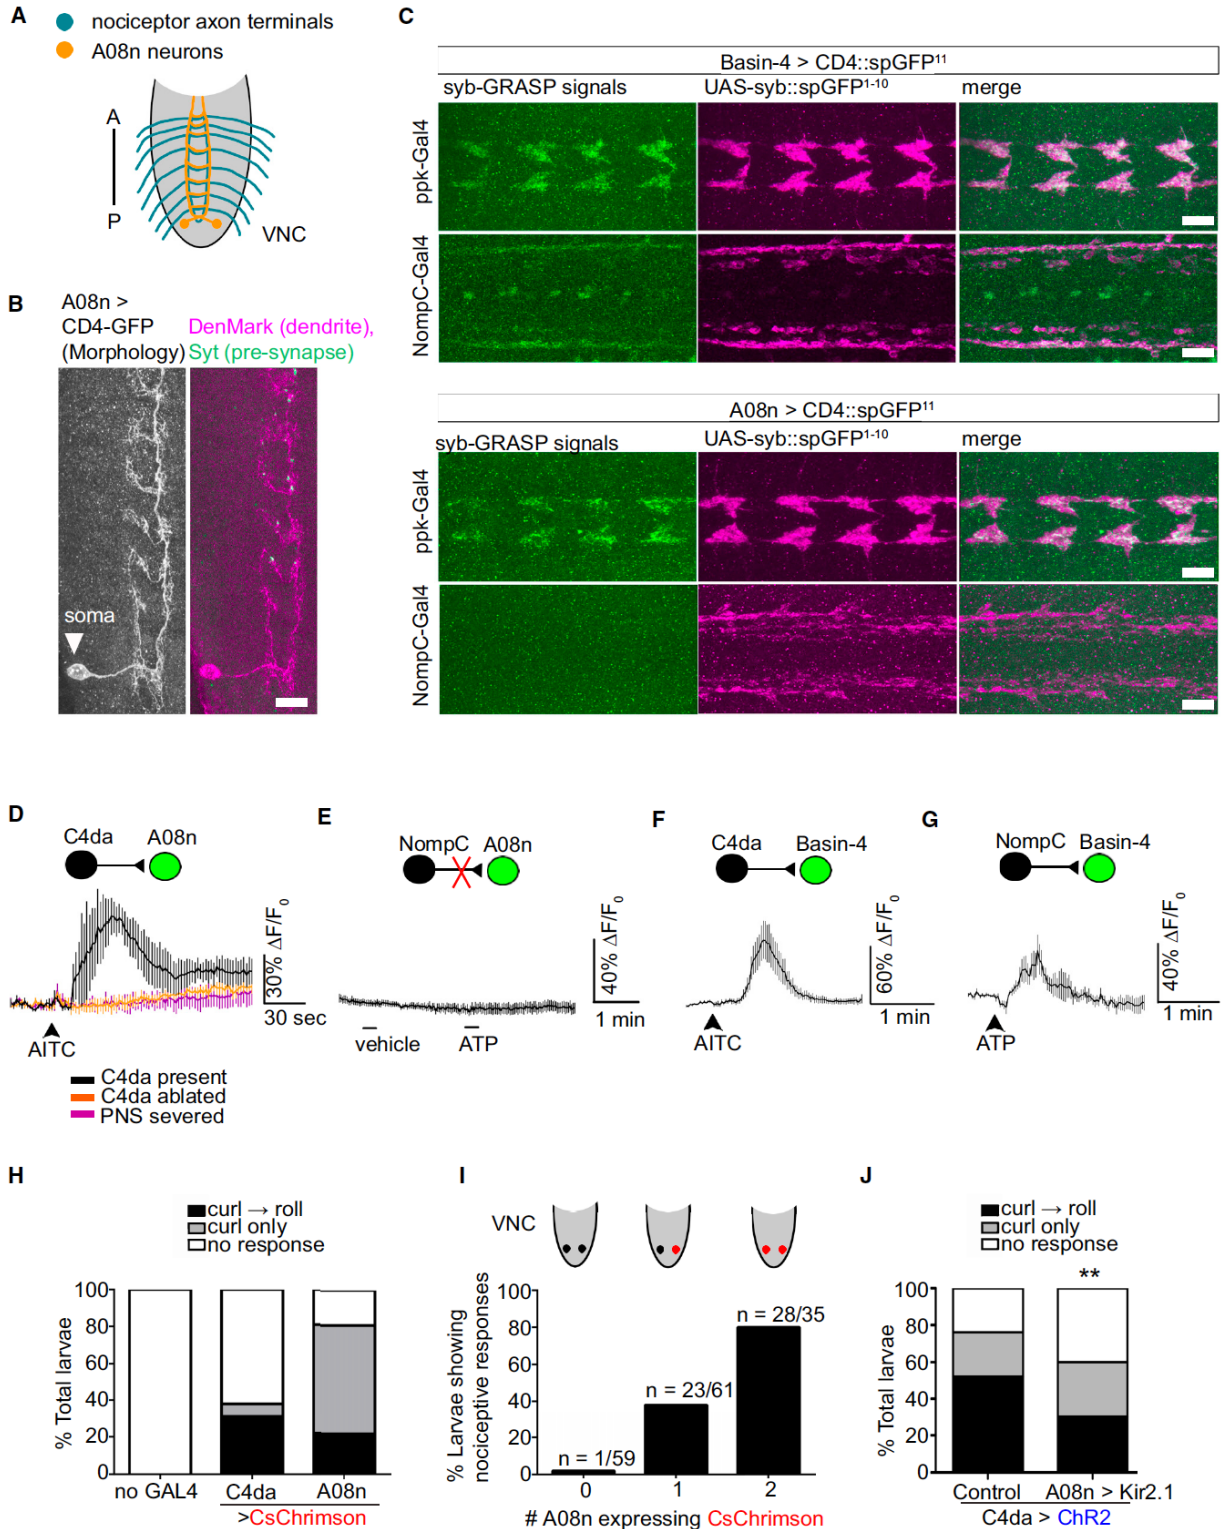 A
nociceptor axon terminals
A08n neurons
A
P
VNC
B
A08n >
CD4-GFP
(Morphology)
DenMark (dendrite),
Syt (pre-synapse)
soma
C
Basin-4 > CD4::spGFP¹¹
syb-GRASP signals
UAS-syb::spGFP¹⁻¹⁰
merge
ppk-Gal4
NompC-Gal4
A08n > CD4::spGFP¹¹
syb-GRASP signals
UAS-syb::spGFP¹⁻¹⁰
merge
ppk-Gal4
NompC-Gal4
D
C4da
A08n
30% ΔF/F₀
30 sec
AITC
C4da present
C4da ablated
PNS severed
E
NompC
A08n
40% ΔF/F₀
1 min
vehicle
ATP
F
C4da
Basin-4
60% ΔF/F₀
1 min
AITC
G
NompC
Basin-4
40% ΔF/F₀
1 min
ATP
H
curl → roll
curl only
no response
% Total larvae
100
80
60
40
20
0
no GAL4
C4da
A08n
>CsChrimson
I
VNC
% Larvae showing
nociceptive responses
100
80
60
40
20
0
n = 1/59
n = 23/61
n = 28/35
0
1
2
# A08n expressing CsChrimson
J
curl → roll
curl only
no response
**
% Total larvae
100
80
60
40
20
0
Control
A08n > Kir2.1
C4da > ChR2